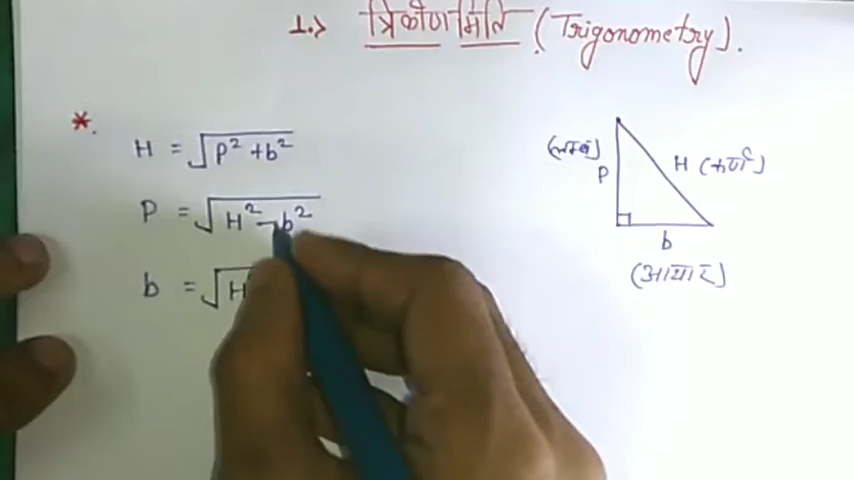 1.> त्रिकोणमिति (Trigonometry).
*.
H = √P² + b²
P = √H² - b²
b = √H
(लम्ब)
P
H (कर्ण)
b
(आधार)